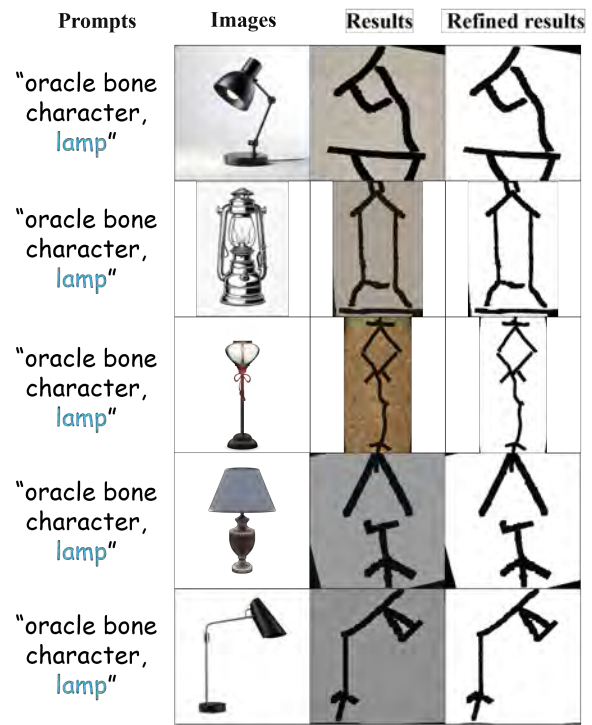 Prompts Images Results Refined results
“oracle bone
character,
lamp”
“oracle bone
character,
lamp”
“oracle bone
character,
lamp”
“oracle bone
character,
lamp”
“oracle bone
character,
lamp”